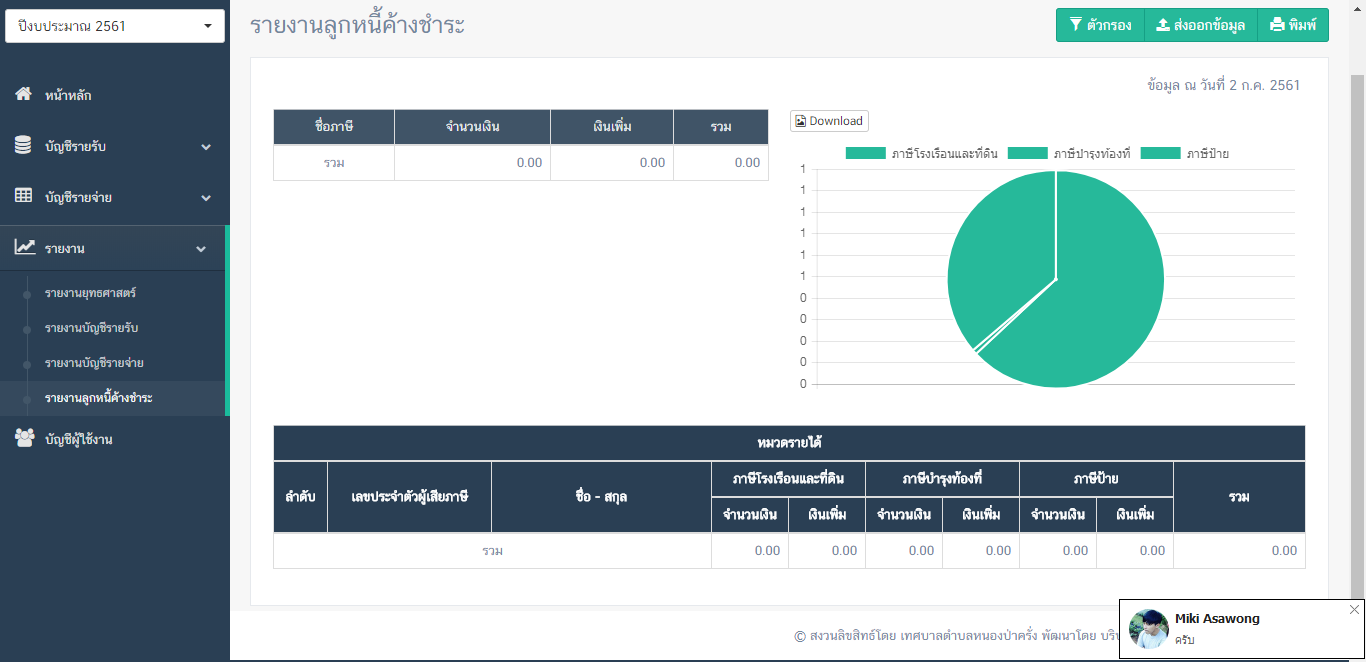 ปีงบประมาณ 2561
หน้าหลัก
บัญชีรายรับ
บัญชีรายจ่าย
รายงาน
รายงานยุทธศาสตร์
รายงานบัญชีรายรับ
รายงานบัญชีรายจ่าย
รายงานลูกหนี้ค้างชำระ
บัญชีผู้ใช้งาน
รายงานลูกหนี้ค้างชำระ
ตัวกรอง ส่งออกข้อมูล พิมพ์
ข้อมูล ณ วันที่ 2 ก.ค. 2561
ชื่อภาษี จำนวนเงิน เงินเพิ่ม รวม
รวม 0.00 0.00 0.00
Download
ภาษีโรงเรือนและที่ดิน ภาษีบำรุงท้องที่ ภาษีป้าย
1
1
1
1
1
1
0
0
0
0
0
หมวดรายได้
ลำดับ เลขประจำตัวผู้เสียภาษี ชื่อ - สกุล ภาษีโรงเรือนและที่ดิน ภาษีบำรุงท้องที่ ภาษีป้าย รวม
จำนวนเงิน เงินเพิ่ม จำนวนเงิน เงินเพิ่ม จำนวนเงิน เงินเพิ่ม
รวม 0.00 0.00 0.00 0.00 0.00 0.00 0.00
© สงวนลิขสิทธ์โดย เทศบาลตำบลหนองป่าครั่ง พัฒนาโดย
Miki Asawong
ครับ